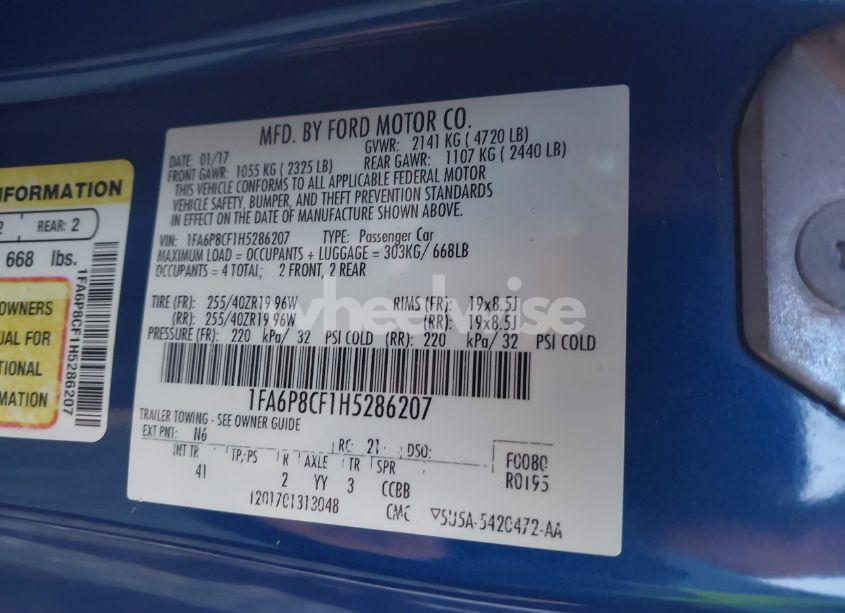 MFD. BY FORD MOTOR CO.
DATE: 01/17 GVWR: 2141 KG ( 4720 LB)
FRONT GAWR: 1055 KG ( 2325 LB) REAR GAWR: 1107 KG ( 2440 LB)
THIS VEHICLE CONFORMS TO ALL APPLICABLE FEDERAL MOTOR
VEHICLE SAFETY, BUMPER, AND THEFT PREVENTION STANDARDS
IN EFFECT ON THE DATE OF MANUFACTURE SHOWN ABOVE.
VIN: 1FA6P8CF1H5286207 TYPE: Passenger Car
MAXIMUM LOAD = OCCUPANTS + LUGGAGE = 303KG/ 668LB
OCCUPANTS = 4 TOTAL; 2 FRONT, 2 REAR
TIRE (FR): 255/40ZR19 96W RIMS (FR): 19x8.5J
(RR): 255/40ZR19 96W (RR): 19x8.5J
PRESSURE (FR): 220 kPa/ 32 PSI COLD (RR): 220 kPa/ 32 PSI COLD
1FA6P8CF1H5286207
TRAILER TOWING - SEE OWNER GUIDE
EXT PNT: N6 RC: 21 DSO: F0080
INT TR TP/PS R AXLE TR SPR R0195
41 2 YY 3 CCBB
1201701313048 CMC ▽5U5A-5420472-AA
INFORMATION
2 REAR: 2
668 lbs.
OWNERS
UAL FOR
TIONAL
RMATION
1FA6P8CF1H5286207
wheelwise